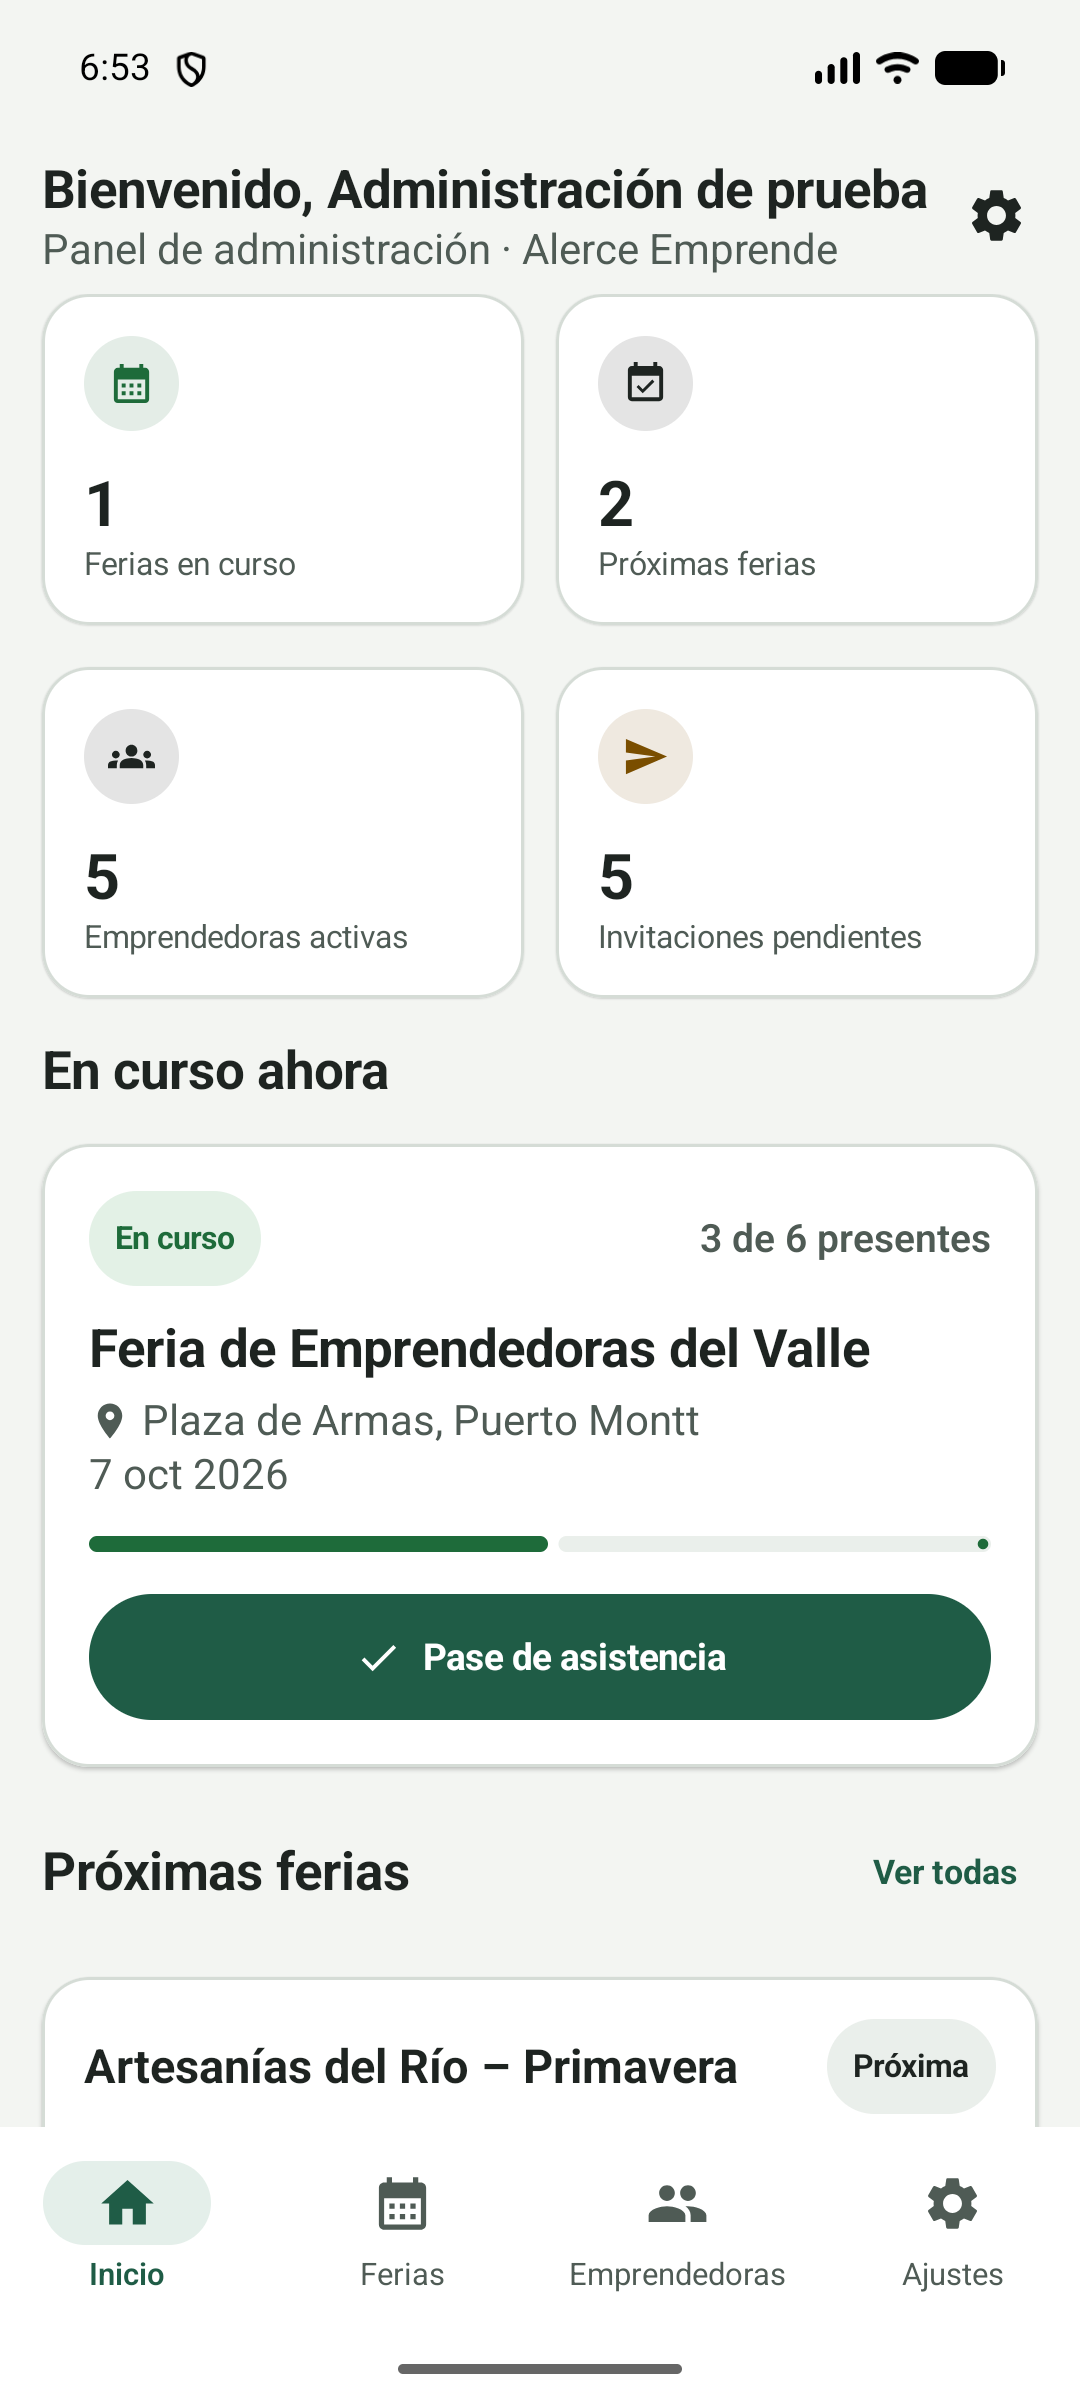 6:53
Bienvenido, Administración de prueba
Panel de administración · Alerce Emprende
1
Ferias en curso
2
Próximas ferias
5
Emprendedoras activas
5
Invitaciones pendientes
En curso ahora
En curso
3 de 6 presentes
Feria de Emprendedoras del Valle
Plaza de Armas, Puerto Montt
7 oct 2026
Pase de asistencia
Próximas ferias
Ver todas
Artesanías del Río – Primavera
Próxima
Inicio
Ferias
Emprendedoras
Ajustes